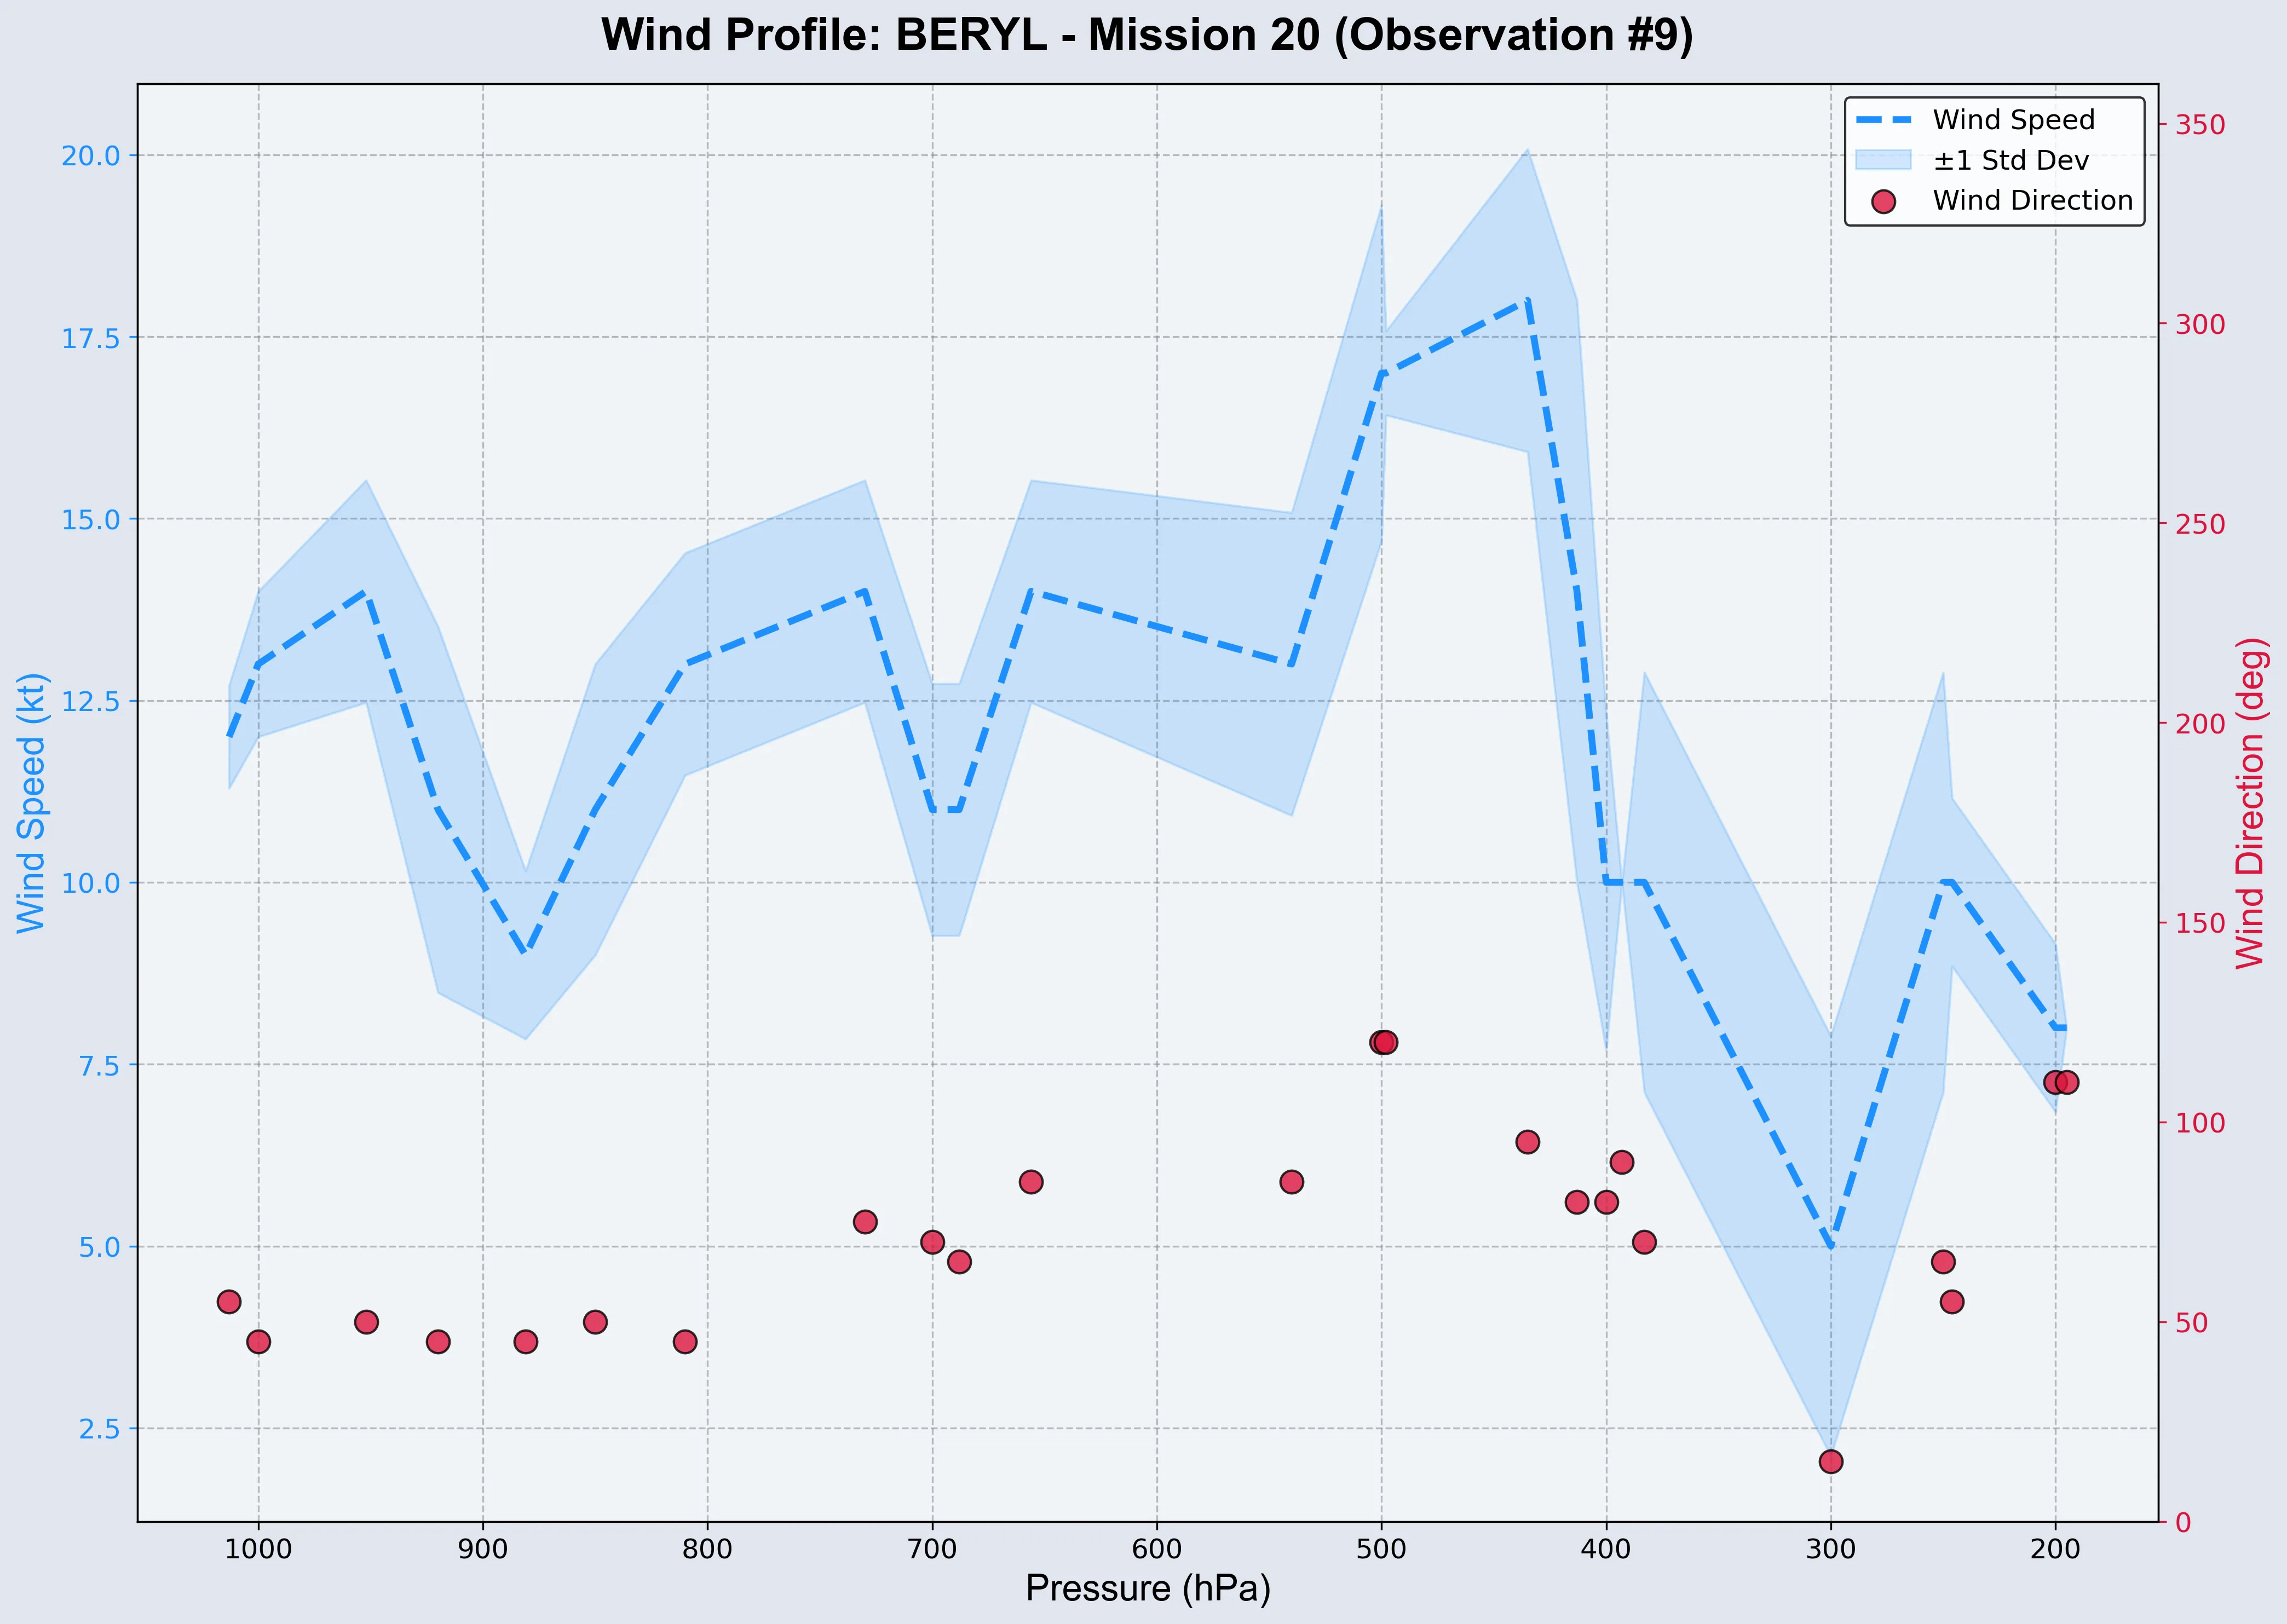 Wind Profile: BERYL - Mission 20 (Observation #9)
Wind Speed
±1 Std Dev
Wind Direction
Wind Speed (kt)
20.0
17.5
15.0
12.5
10.0
7.5
5.0
2.5
350
300
250
200
150
100
50
0
Wind Direction (deg)
1000 900 800 700 600 500 400 300 200
Pressure (hPa)